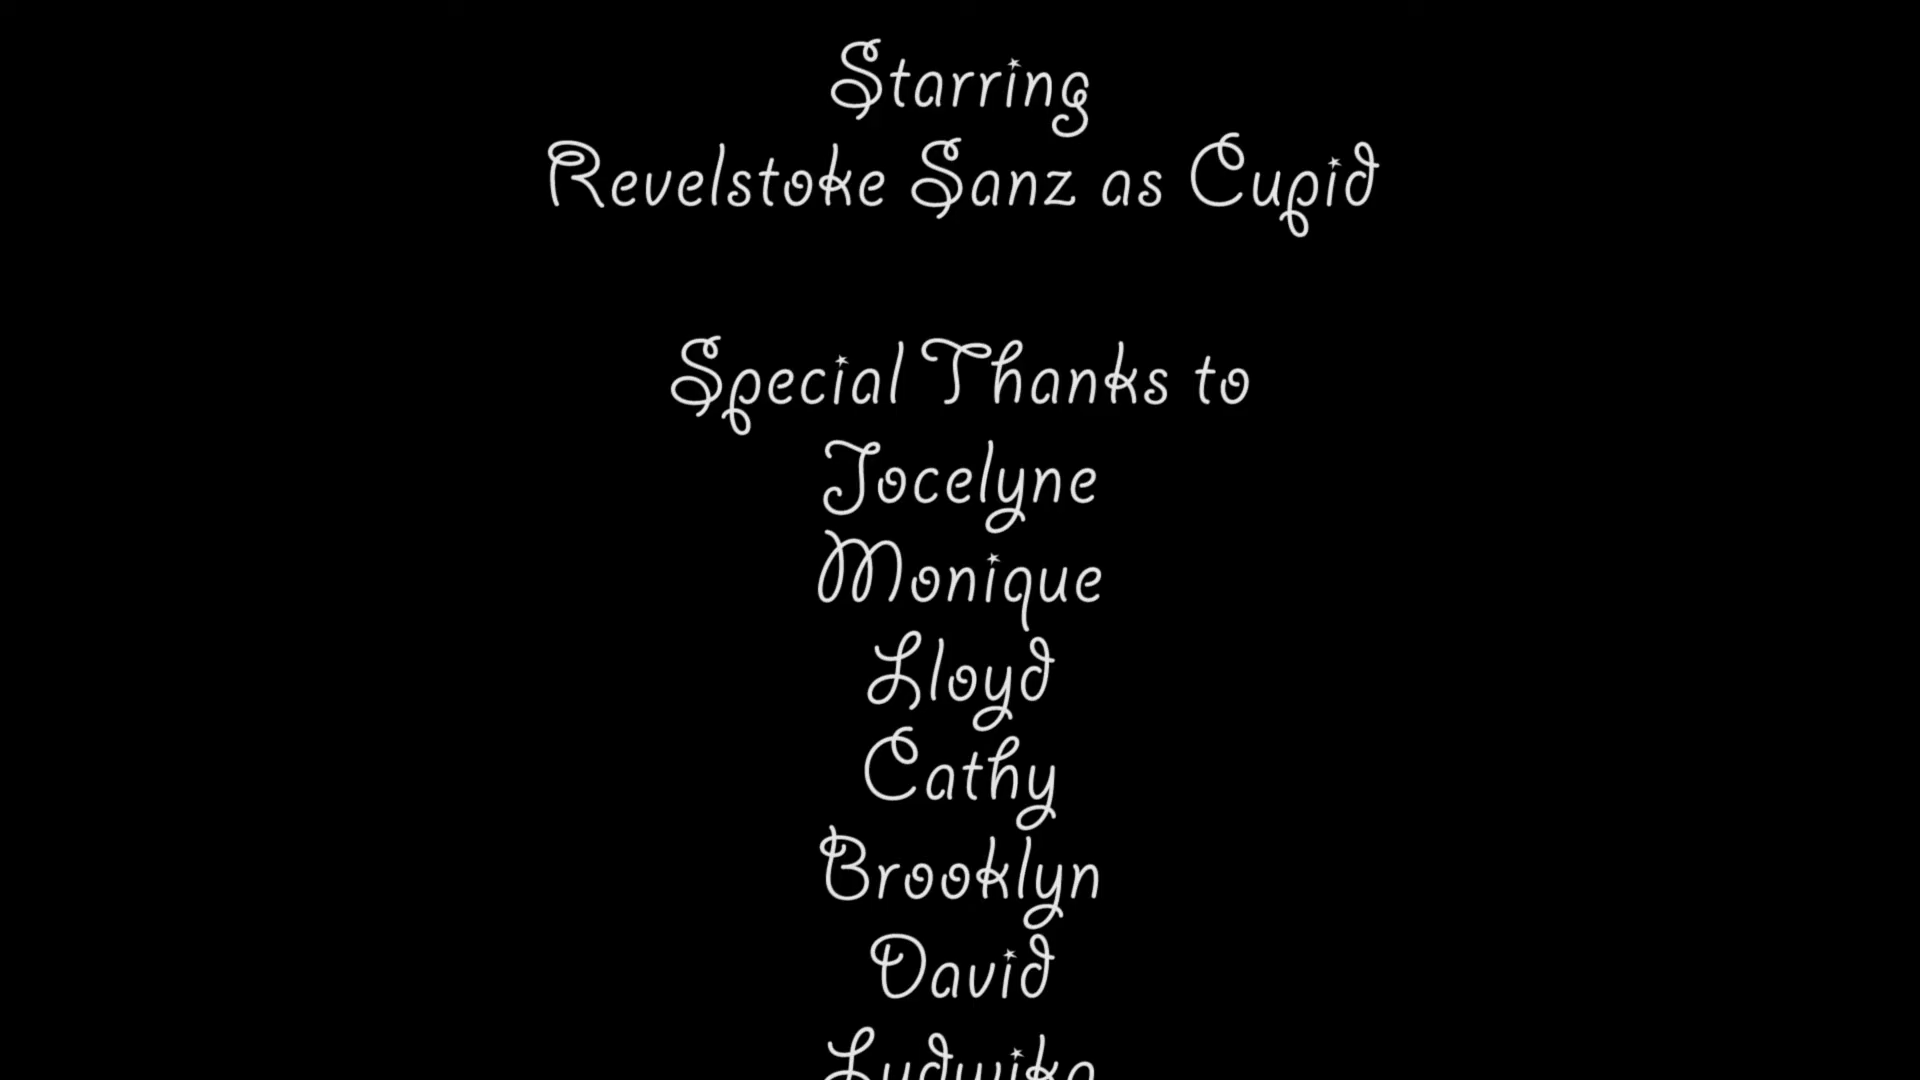 Starring
Revelstoke Sanz as Cupid
Special Thanks to
Jocelyne
Monique
Lloyd
Cathy
Brooklyn
David